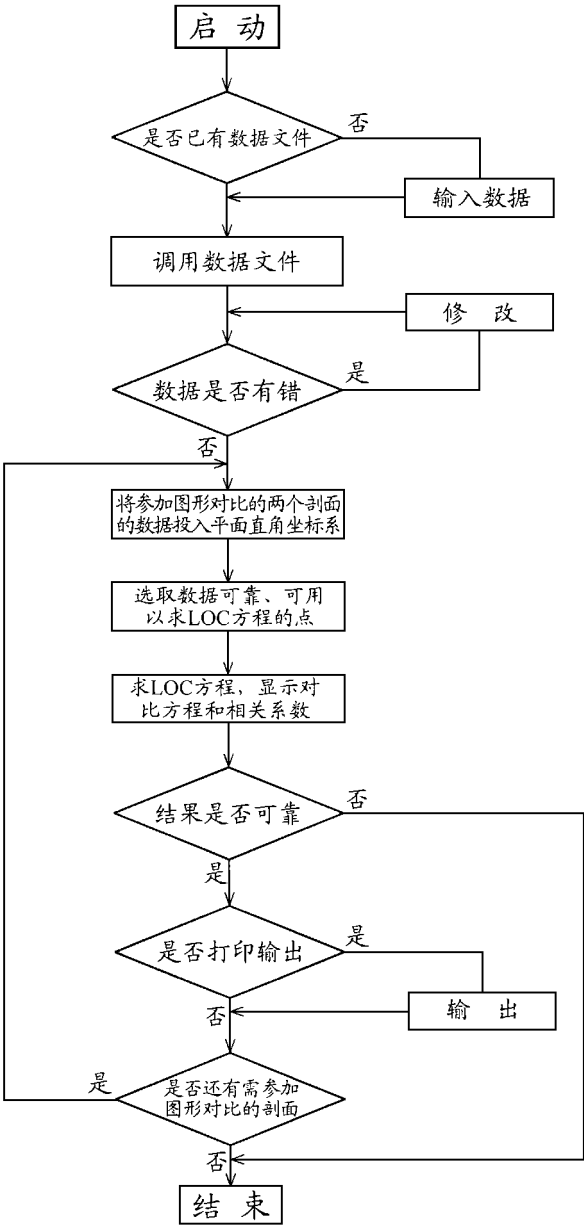 启 动
是否已有数据文件
否
输入数据
调用数据文件
修 改
数据是否有错
是
否
将参加图形对比的两个剖面
的数据投入平面直角坐标系
选取数据可靠、可用
以求LOC方程的点
求LOC方程，显示对
比方程和相关系数
结果是否可靠
否
是
是否打印输出
是
输 出
否
是否还有需参加
图形对比的剖面
是
否
结 束